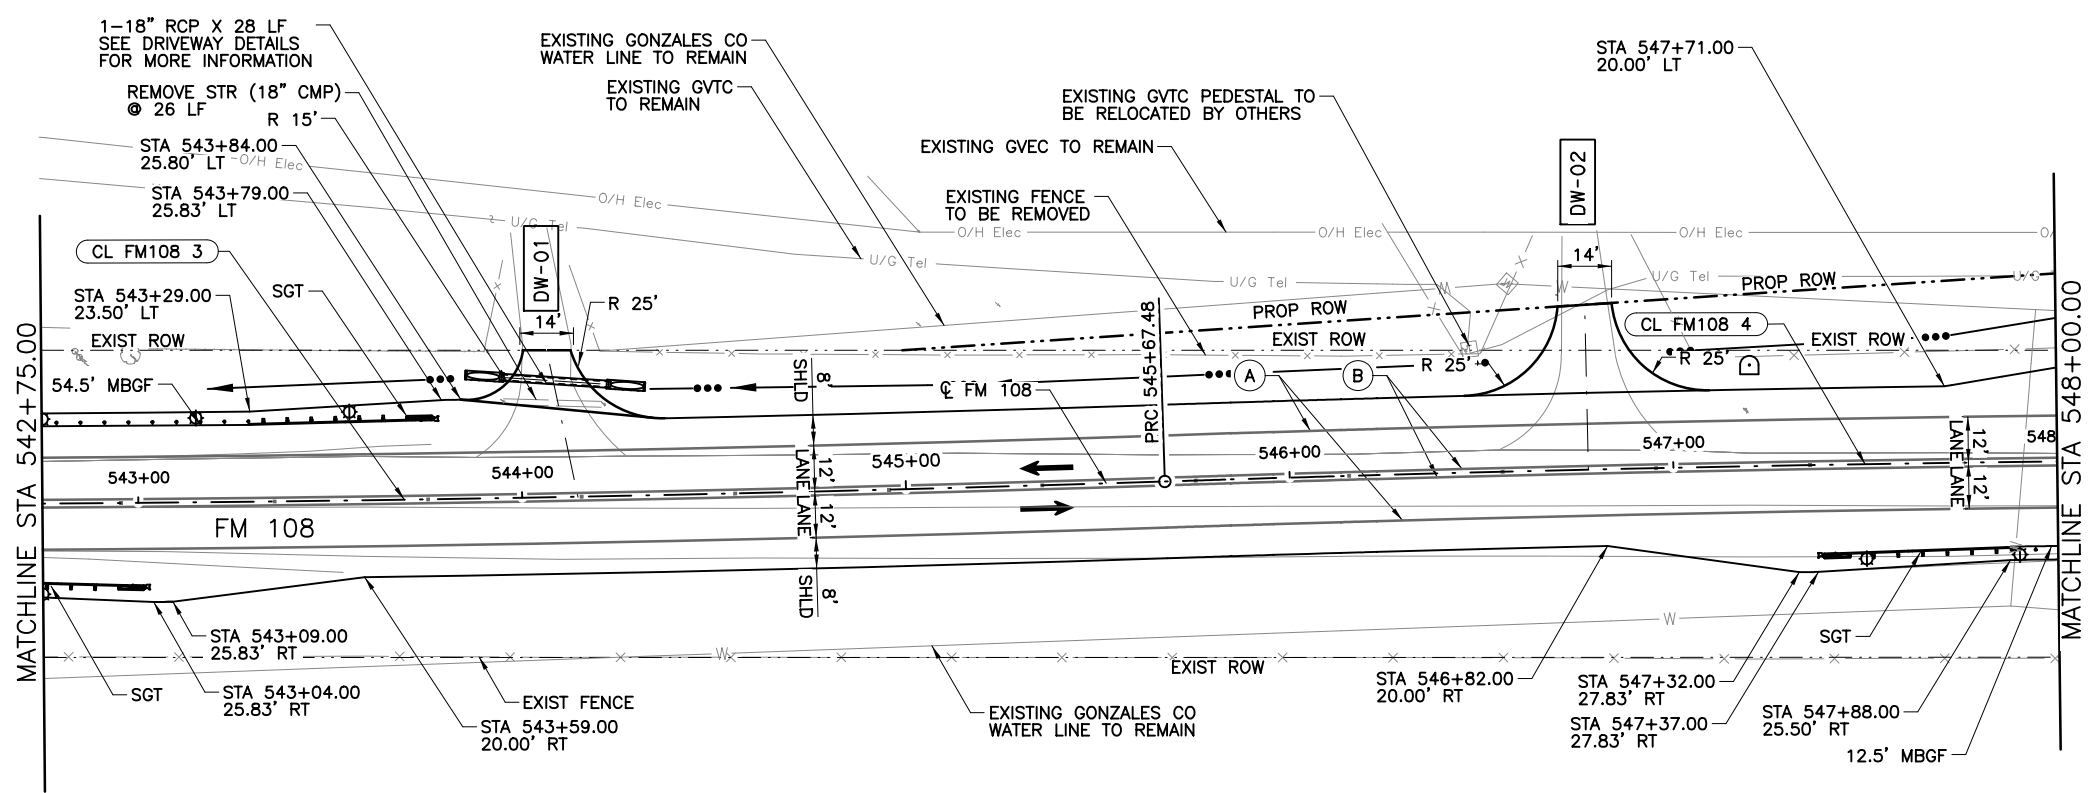 1-18" RCP X 28 LF
SEE DRIVEWAY DETAILS
FOR MORE INFORMATION
REMOVE STR (18" CMP)
@ 26 LF
R 15'
STA 543+84.00
25.80' LT
STA 543+79.00
25.83' LT
CL FM108 3
STA 543+29.00
23.50' LT
SGT
EXIST ROW
54.5' MBGF
EXISTING GONZALES CO
WATER LINE TO REMAIN
EXISTING GVTC
TO REMAIN
EXISTING GVTC PEDESTAL TO
BE RELOCATED BY OTHERS
EXISTING GVEC TO REMAIN
EXISTING FENCE
TO BE REMOVED
STA 547+71.00
20.00' LT
O/H Elec
O/H Elec
O/H Elec
O/H Elec
O/H Elec
O/
U/G Tel
U/G Tel
U/G Tel
U/G Tel
U/G
DW-01
14'
R 25'
DW-02
14'
PROP ROW
PROP ROW
EXIST ROW
CL FM108 4
EXIST ROW
R 25'
R 25'
W
W
PRC: 545+67.48
A
B
℄ FM 108
SHLD
8'
LANE
12'
LANE
12'
SHLD
8'
543+00
544+00
545+00
546+00
547+00
548
LANE
12'
LANE
12'
FM 108
MATCHLINE STA 542+75.00
MATCHLINE STA 548+00.00
STA 543+09.00
25.83' RT
SGT
STA 543+04.00
25.83' RT
EXIST FENCE
STA 543+59.00
20.00' RT
W
W
EXIST ROW
EXISTING GONZALES CO
WATER LINE TO REMAIN
STA 546+82.00
20.00' RT
STA 547+32.00
27.83' RT
STA 547+37.00
27.83' RT
SGT
STA 547+88.00
25.50' RT
12.5' MBGF